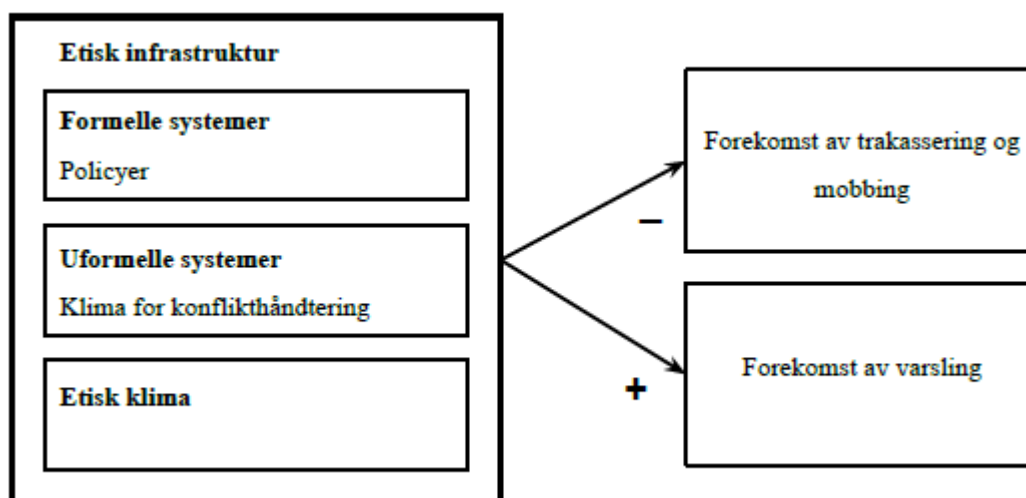 Etisk infrastruktur
Formelle systemer
Policyer
Uformelle systemer
Klima for konflikthåndtering
Etisk klima
Forekomst av trakassering og
mobbing
–
+
Forekomst av varsling